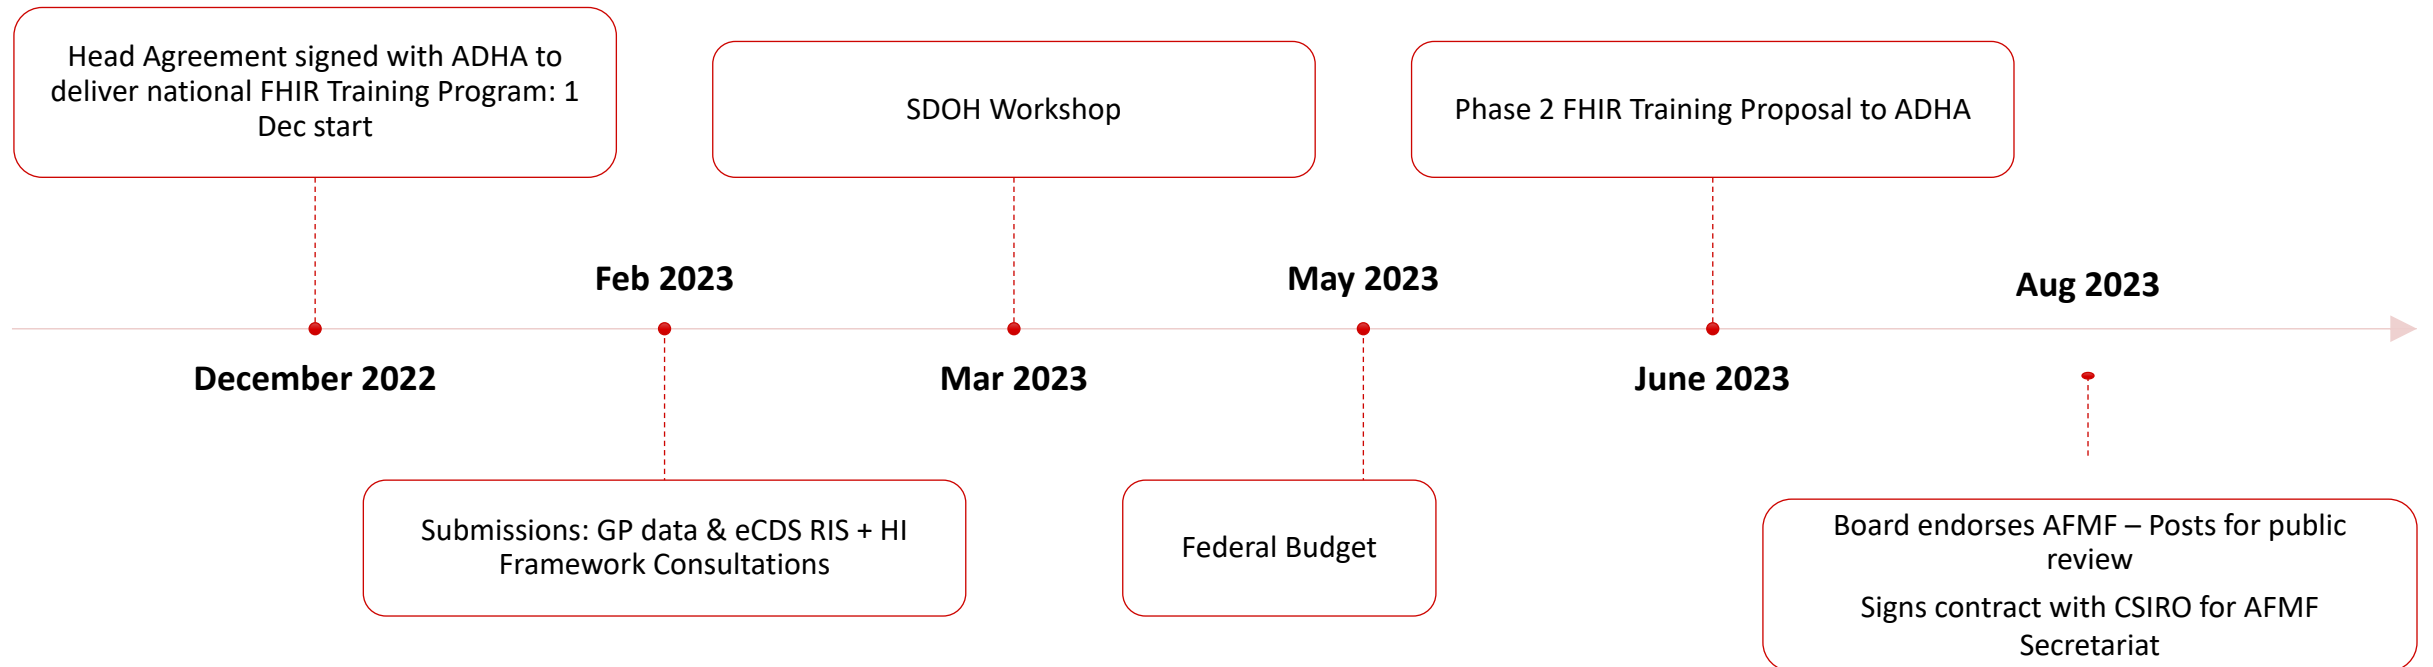 Head Agreement signed with ADHA to
deliver national FHIR Training Program: 1
Dec start
SDOH Workshop
Phase 2 FHIR Training Proposal to ADHA
Feb 2023
May 2023
Aug 2023
December 2022
Mar 2023
June 2023
Submissions: GP data & eCDS RIS + HI
Framework Consultations
Federal Budget
Board endorses AFMF – Posts for public
review
Signs contract with CSIRO for AFMF
Secretariat